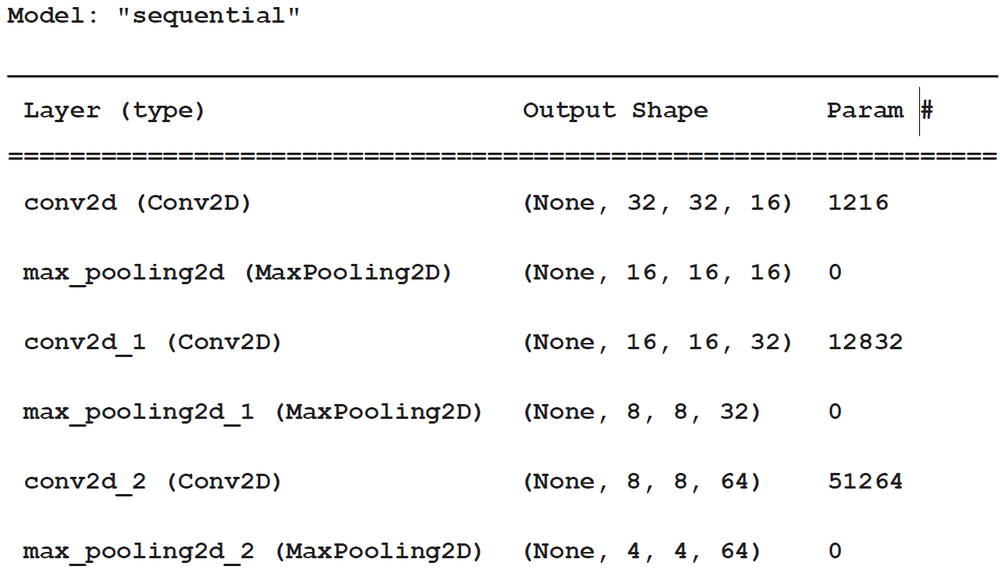 Model: "sequential"
Layer (type) Output Shape Param #
=================================================================
conv2d (Conv2D) (None, 32, 32, 16) 1216
max_pooling2d (MaxPooling2D) (None, 16, 16, 16) 0
conv2d_1 (Conv2D) (None, 16, 16, 32) 12832
max_pooling2d_1 (MaxPooling2D) (None, 8, 8, 32) 0
conv2d_2 (Conv2D) (None, 8, 8, 64) 51264
max_pooling2d_2 (MaxPooling2D) (None, 4, 4, 64) 0